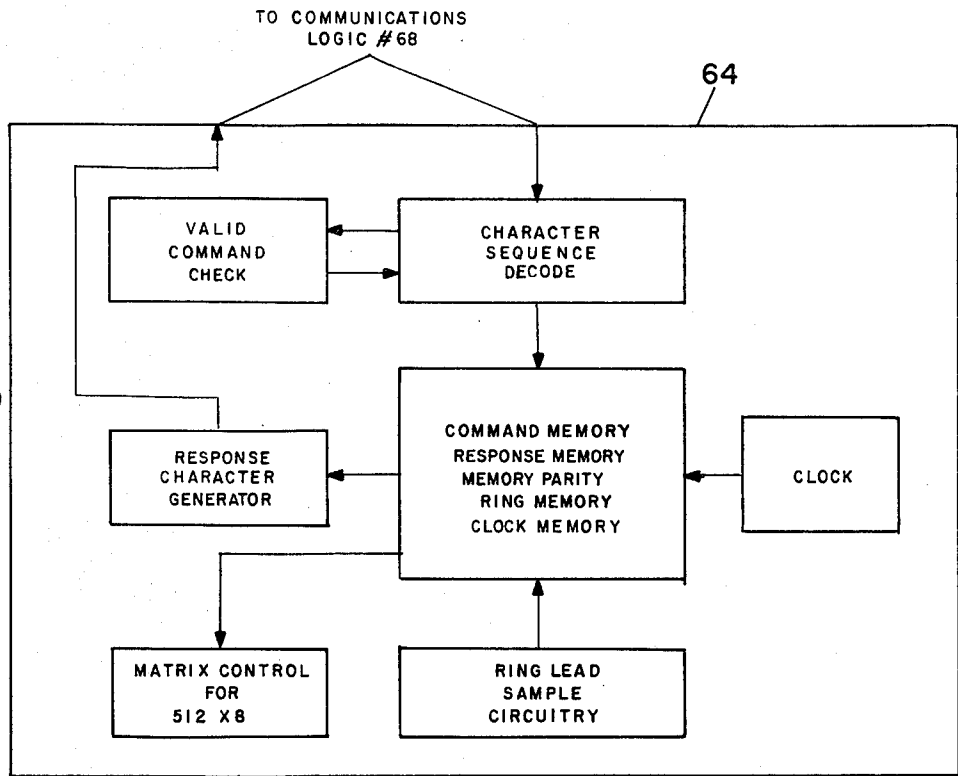 TO COMMUNICATIONS
LOGIC #68
64
VALID
COMMAND
CHECK
CHARACTER
SEQUENCE
DECODE
COMMAND MEMORY
RESPONSE MEMORY
MEMORY PARITY
RING MEMORY
CLOCK MEMORY
RESPONSE
CHARACTER
GENERATOR
CLOCK
MATRIX CONTROL
FOR
512 X8
RING LEAD
SAMPLE
CIRCUITRY